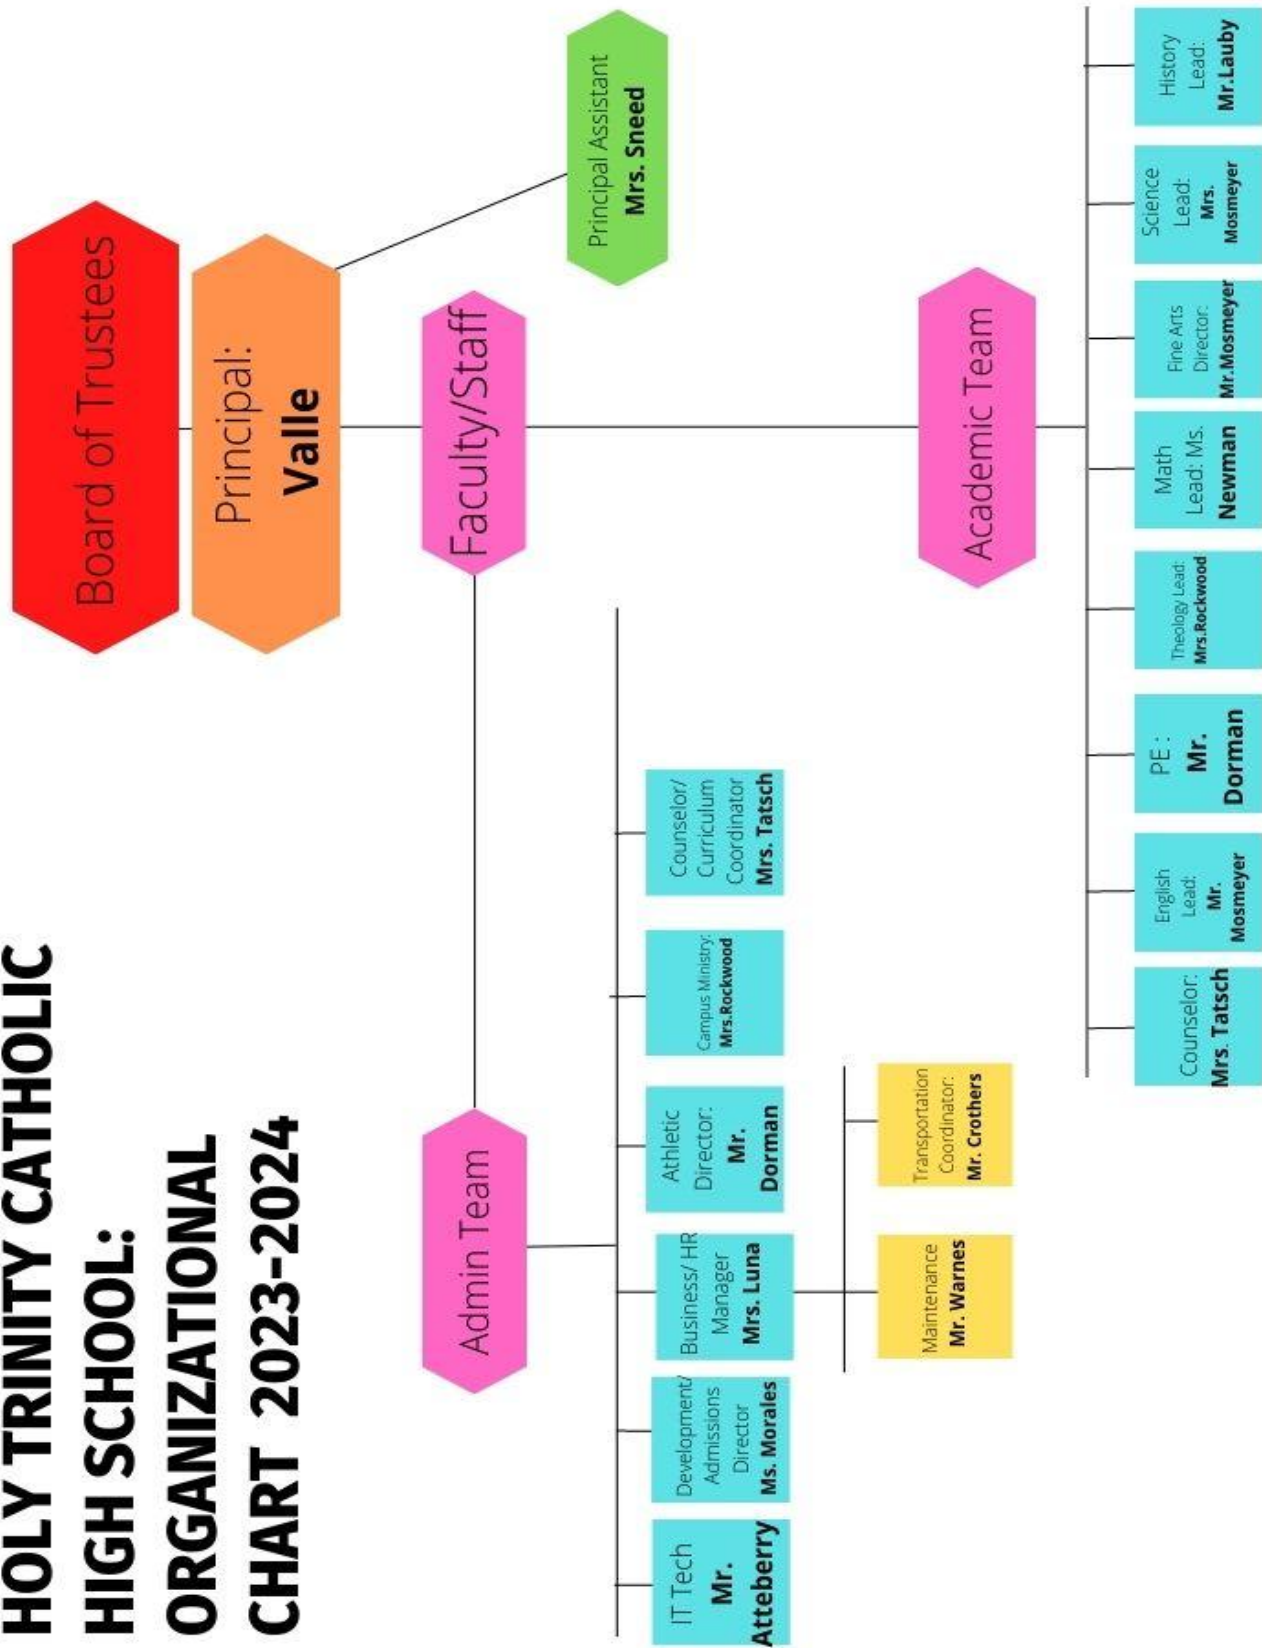 HOLY TRINITY CATHOLIC
HIGH SCHOOL:
ORGANIZATIONAL
CHART 2023-2024
Board of Trustees
Principal:
Valle
Principal Assistant
Mrs. Sneed
Faculty/Staff
Admin Team
IT Tech
Mr.
Atteberry
Development/
Admissions
Director
Ms. Morales
Business/ HR
Manager
Mrs. Luna
Athletic
Director:
Mr.
Dorman
Campus Ministry:
Mrs.Rockwood
Counselor/
Curriculum
Coordinator
Mrs. Tatsch
Maintenance
Mr. Warnes
Transportation
Coordinator:
Mr. Crothers
Academic Team
Counselor:
Mrs. Tatsch
English
Lead:
Mr.
Mosmeyer
PE :
Mr.
Dorman
Theology Lead:
Mrs.Rockwood
Math
Lead: Ms.
Newman
Fine Arts
Director:
Mr.Mosmeyer
Science
Lead:
Mrs.
Mosmeyer
History
Lead:
Mr.Lauby